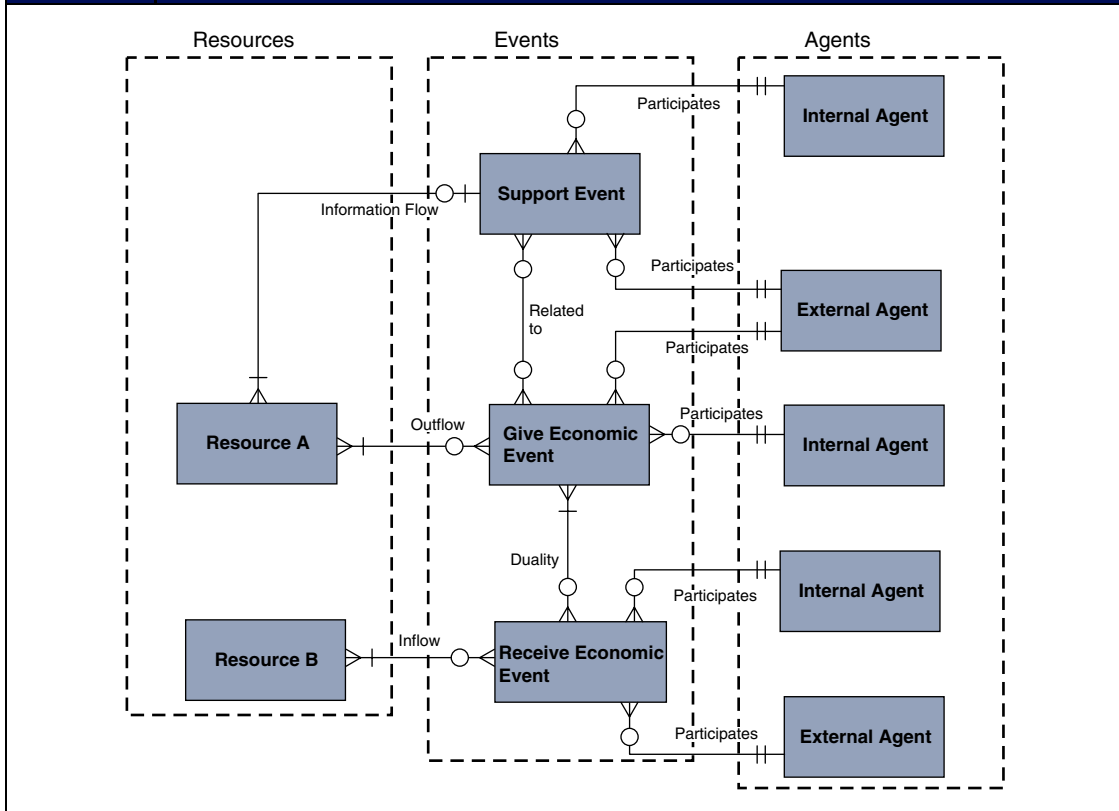 Resources
Events
Agents
Participates
Internal Agent
Support Event
Information Flow
Participates
External Agent
Related
to
Participates
Resource A
Outflow
Give Economic
Event
Participates
Internal Agent
Duality
Participates
Internal Agent
Resource B
Inflow
Receive Economic
Event
Participates
External Agent